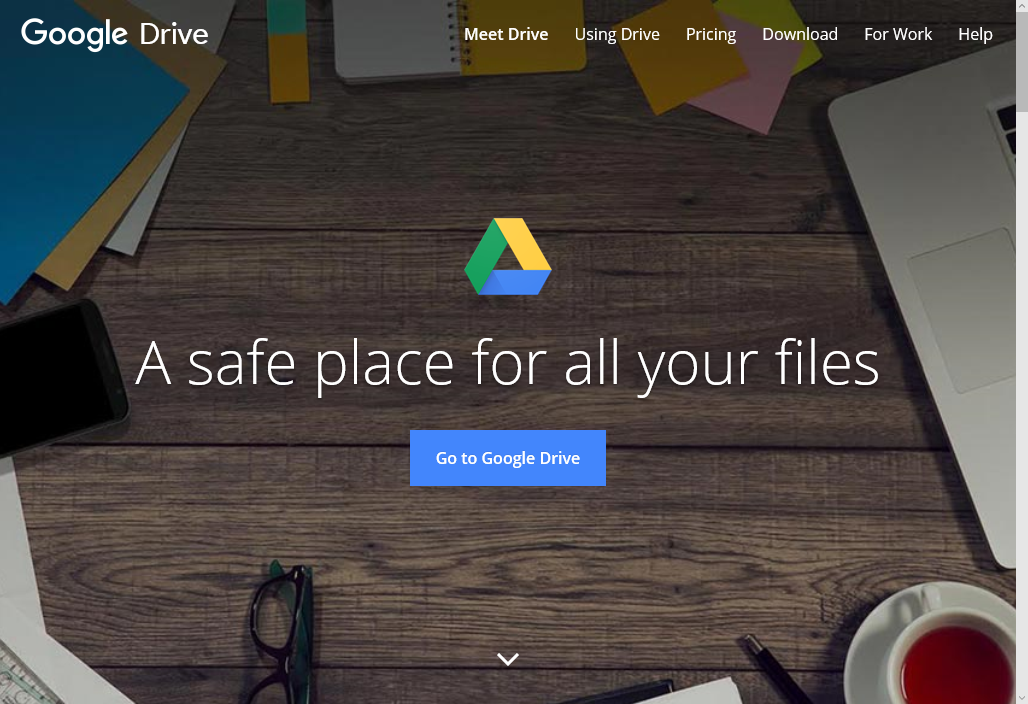 Google Drive
Meet Drive Using Drive Pricing Download For Work Help
A safe place for all your files
Go to Google Drive